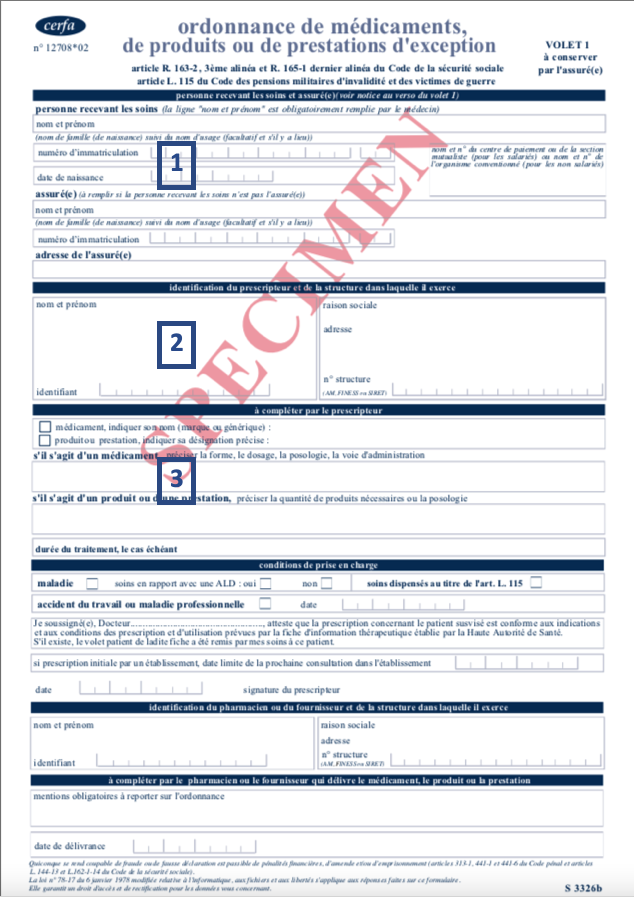 cerfa
n° 12708*02
ordonnance de médicaments,
de produits ou de prestations d'exception
article R. 163-2, 3ème alinéa et R. 165-1 dernier alinéa du Code de la sécurité sociale
article L. 115 du Code des pensions militaires d'invalidité et des victimes de guerre
VOLET 1
à conserver
par l'assuré(e)
personne recevant les soins et assuré(e)(voir notice au verso du volet 1)
personne recevant les soins (la ligne "nom et prénom" est obligatoirement remplie par le médecin)
nom et prénom
(nom de famille (de naissance) suivi du nom d'usage (facultatif et s'il y a lieu))
numéro d'immatriculation
1
nom et n° du centre de paiement ou de la section
mutualiste (pour les salariés) ou nom et n° de
l'organisme conventionné (pour les non salariés)
date de naissance
assuré(e) (à remplir si la personne recevant les soins n'est pas l'assuré(e))
nom et prénom
(nom de famille (de naissance) suivi du nom d'usage (facultatif et s'il y a lieu))
numéro d'immatriculation
adresse de l'assuré(e)
SPECIMEN
identification du prescripteur et de la structure dans laquelle il exerce
nom et prénom
raison sociale
adresse
2
n° structure
identifiant
(AM, FINESS ou SIRET)
à compléter par le prescripteur
médicament, indiquer son nom (marque ou générique) :
produit ou prestation, indiquer sa désignation précise :
s'il s'agit d'un médicament, préciser la forme, le dosage, la posologie, la voie d'administration
3
s'il s'agit d'un produit ou d'une prestation, préciser la quantité de produits nécessaires ou la posologie
durée du traitement, le cas échéant
conditions de prise en charge
maladie soins en rapport avec une ALD : oui non soins dispensés au titre de l'art. L. 115
accident du travail ou maladie professionnelle date
Je soussigné(e), Docteur......................................................, atteste que la prescription concernant le patient susvisé est conforme aux indications
et aux conditions des prescription et d'utilisation prévues par la fiche d'information thérapeutique établie par la Haute Autorité de Santé.
S'il existe, le volet patient de ladite fiche a été remis par mes soins à ce patient.
si prescription initiale par un établissement, date limite de la prochaine consultation dans l'établissement
date signature du prescripteur
identification du pharmacien ou du fournisseur et de la structure dans laquelle il exerce
nom et prénom
raison sociale
adresse
n° structure
identifiant
(AM, FINESS ou SIRET)
à compléter par le pharmacien ou le fournisseur qui délivre le médicament, le produit ou la prestation
mentions obligatoires à reporter sur l'ordonnance
date de délivrance
Quiconque se rend coupable de fraude ou de fausse déclaration est passible de pénalités financières, d'amende et/ou d'emprisonnement (articles 313-1, 441-1 et 441-6 du Code pénal et articles
L. 144-13 et L.162-1-14 du Code de la sécurité sociale).
La loi n° 78-17 du 6 janvier 1978 modifiée relative à l'informatique, aux fichiers et aux libertés s'applique aux réponses faites sur ce formulaire.
Elle garantit un droit d'accès et de rectification pour les données vous concernant.
S 3326b